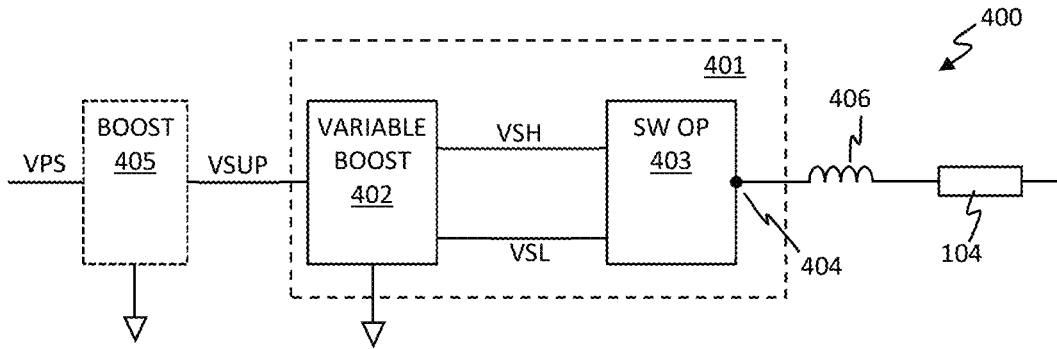 400
401
406
BOOST
405
VARIABLE
BOOST
402
SW OP
403
VPS
VSUP
VSH
VSL
404
104